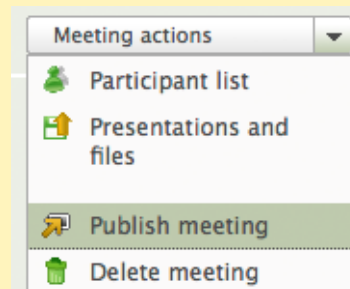 Meeting actions
Participant list
Presentations and
files
Publish meeting
Delete meeting